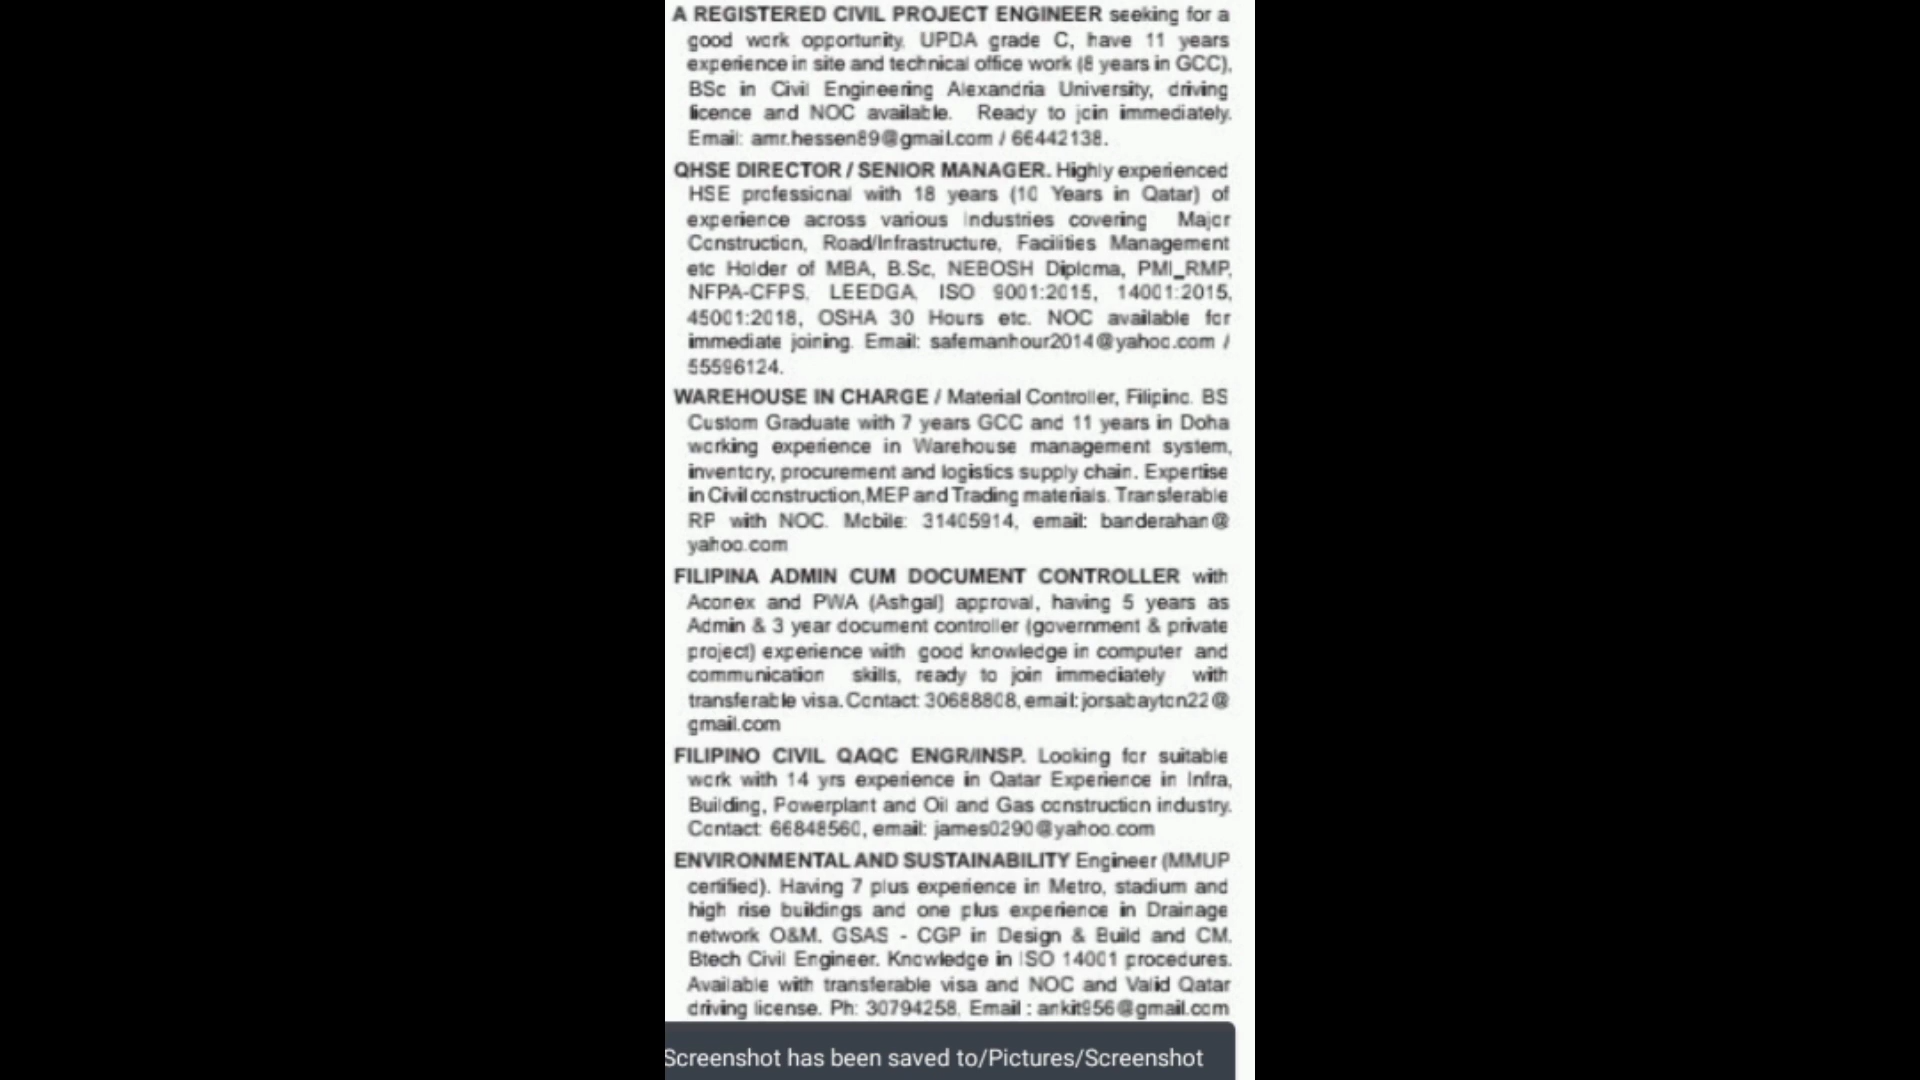 A REGISTERED CIVIL PROJECT ENGINEER seeking for a
good work opportunity. UPDA grade C, have 11 years
experience in site and technical office work (8 years in GCC),
BSc in Civil Engineering Alexandria University, driving
licence and NOC available. Ready to join immediately.
Email: amr.hessen89@gmail.com / 66442138.
QHSE DIRECTOR / SENIOR MANAGER. Highly experienced
HSE professional with 18 years (10 Years in Qatar) of
experience across various Industries covering Major
Construction, Road/Infrastructure, Facilities Management
etc Holder of MBA, B.Sc, NEBOSH Diploma, PMI_RMP,
NFPA-CFPS, LEEDGA, ISO 9001:2015, 14001:2015,
45001:2018, OSHA 30 Hours etc. NOC available for
immediate joining. Email: safemanhour2014@yahoo.com /
55596124.
WAREHOUSE IN CHARGE / Material Controller, Filipino. BS
Custom Graduate with 7 years GCC and 11 years in Doha
working experience in Warehouse management system,
inventory, procurement and logistics supply chain. Expertise
in Civil construction,MEP and Trading materials. Transferable
RP with NOC. Mobile: 31405914, email: banderahan@
yahoo.com
FILIPINA ADMIN CUM DOCUMENT CONTROLLER with
Aconex and PWA (Ashgal) approval, having 5 years as
Admin & 3 year document controller (government & private
project) experience with good knowledge in computer and
communication skills, ready to join immediately with
transferable visa. Contact: 30688808, email: jorsabayton22@
gmail.com
FILIPINO CIVIL QAQC ENGR/INSP. Looking for suitable
work with 14 yrs experience in Qatar Experience in Infra,
Building, Powerplant and Oil and Gas construction industry.
Contact: 66848560, email: james0290@yahoo.com
ENVIRONMENTAL AND SUSTAINABILITY Engineer (MMUP
certified). Having 7 plus experience in Metro, stadium and
high rise buildings and one plus experience in Drainage
network O&M. GSAS - CGP in Design & Build and CM.
Btech Civil Engineer. Knowledge in ISO 14001 procedures.
Available with transferable visa and NOC and Valid Qatar
driving license. Ph: 30794258, Email : ankit956@gmail.com
Screenshot has been saved to/Pictures/Screenshot